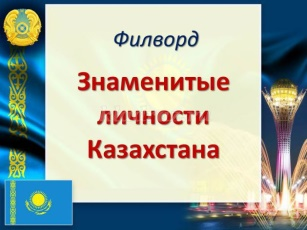 Филворд
Знаменитые
личности
Казахстана